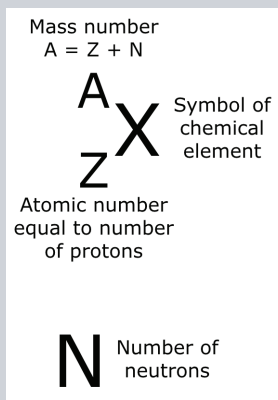 Mass number
A = Z + N
A
X
Symbol of
chemical
element
Z
Atomic number
equal to number
of protons
N
Number of
neutrons